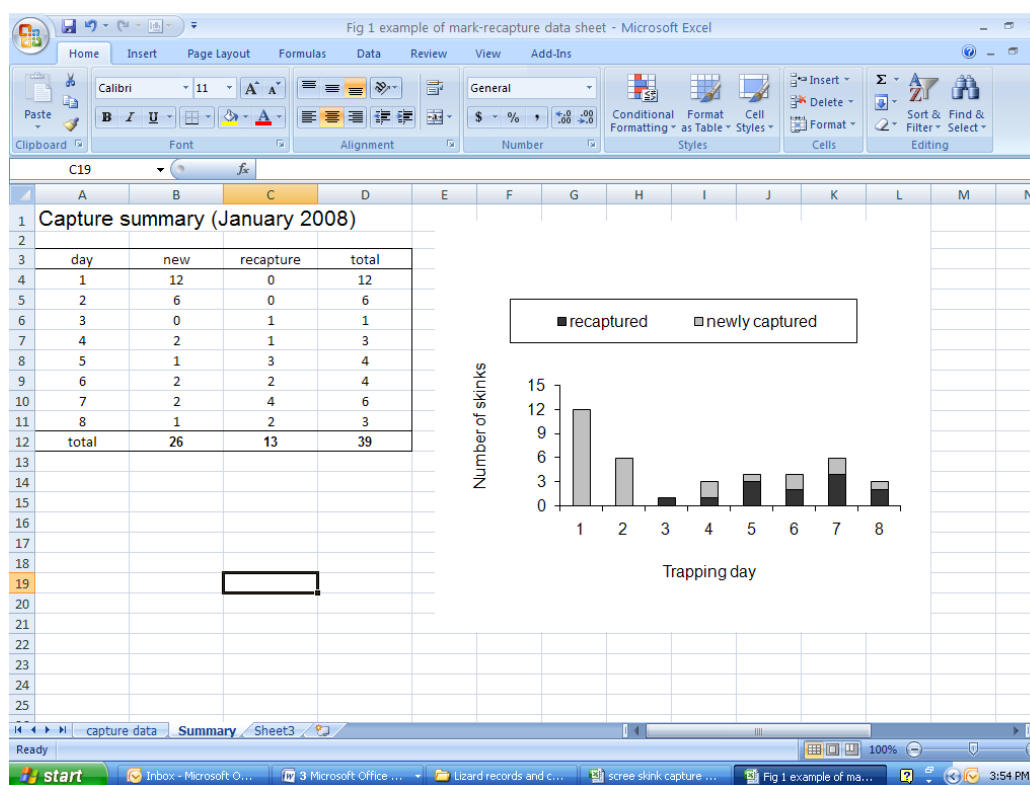 Fig 1 example of mark-recapture data sheet - Microsoft Excel
Home Insert Page Layout Formulas Data Review View Add-Ins
Paste
Calibri 11 A A
B I U A
General
$ % , .0 .00 .00 .0
Conditional Formatting
Format as Table
Cell Styles
Insert
Delete
Format
Σ
Sort & Filter
Find & Select
Clipboard Font Alignment Number Styles Cells Editing
C19 fx
A B C D E F G H I J K L M N
1 Capture summary (January 2008)
2
3 day new recapture total
4 1 12 0 12
5 2 6 0 6
6 3 0 1 1
7 4 2 1 3
8 5 1 3 4
9 6 2 2 4
10 7 2 4 6
11 8 1 2 3
12 total 26 13 39
13
14
15
16
17
18
19
20
21
22
23
24
25
recaptured newly captured
Number of skinks
15
12
9
6
3
0
1 2 3 4 5 6 7 8
Trapping day
capture data Summary Sheet3
Ready 100%
start Inbox - Microsoft O... 3 Microsoft Office ... Lizard records and c... scree skink capture ... Fig 1 example of ma... 3:54 PM